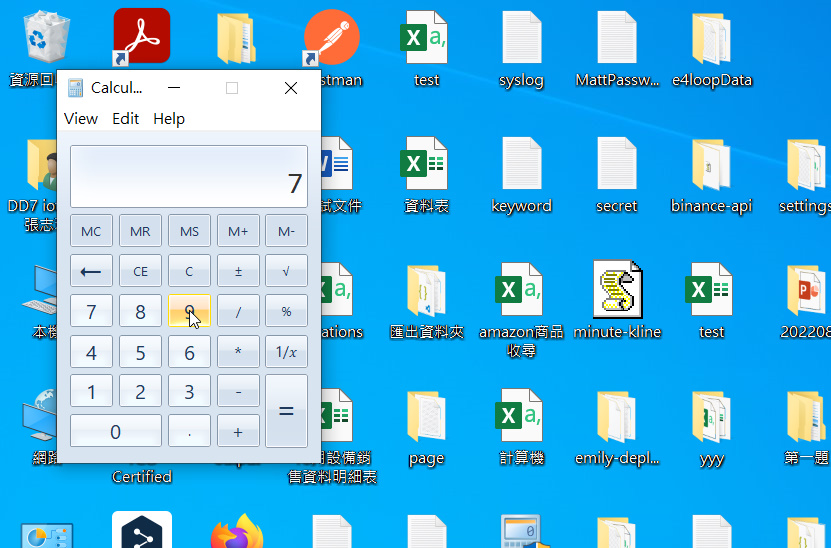 資源回
stman
test
syslog
MattPassw...
e4loopData
Calcul...
View Edit Help
7
MC MR MS M+ M-
← CE C ± √
7 8 9 / %
4 5 6 * 1/x
1 2 3 - =
0 . +
DD7 iot
試文件
資料表
keyword
secret
binance-api
settings
本機
ations
匯出資料夾
amazon商品
收尋
minute-kline
test
202208
網路
Certified
設備銷
售資料明細表
page
計算機
emily-depl...
yyy
第一題